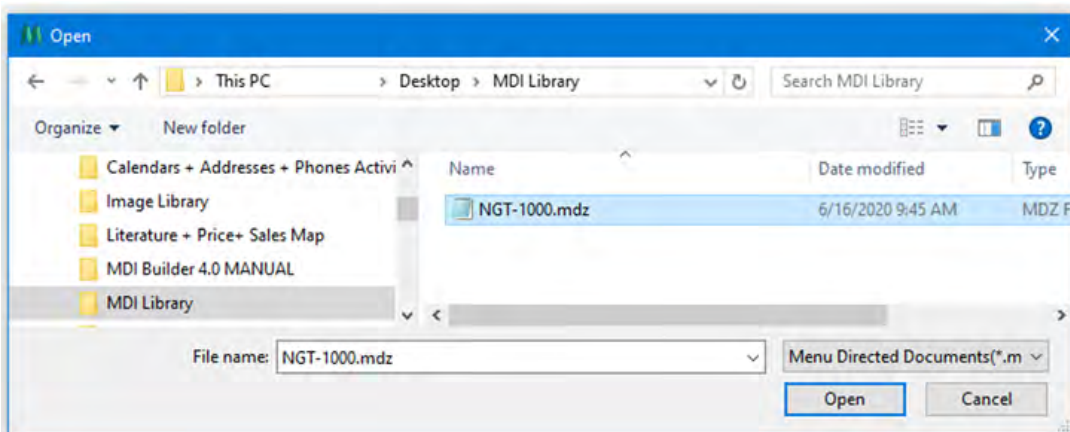 Open
> This PC > Desktop > MDI Library
Search MDI Library
Organize
New folder
Calendars + Addresses + Phones Activi
Image Library
Literature + Price+ Sales Map
MDI Builder 4.0 MANUAL
MDI Library
Name
Date modified
Type
NGT-1000.mdz
6/16/2020 9:45 AM
MDZ F
File name:
NGT-1000.mdz
Menu Directed Documents(*.m
Open
Cancel